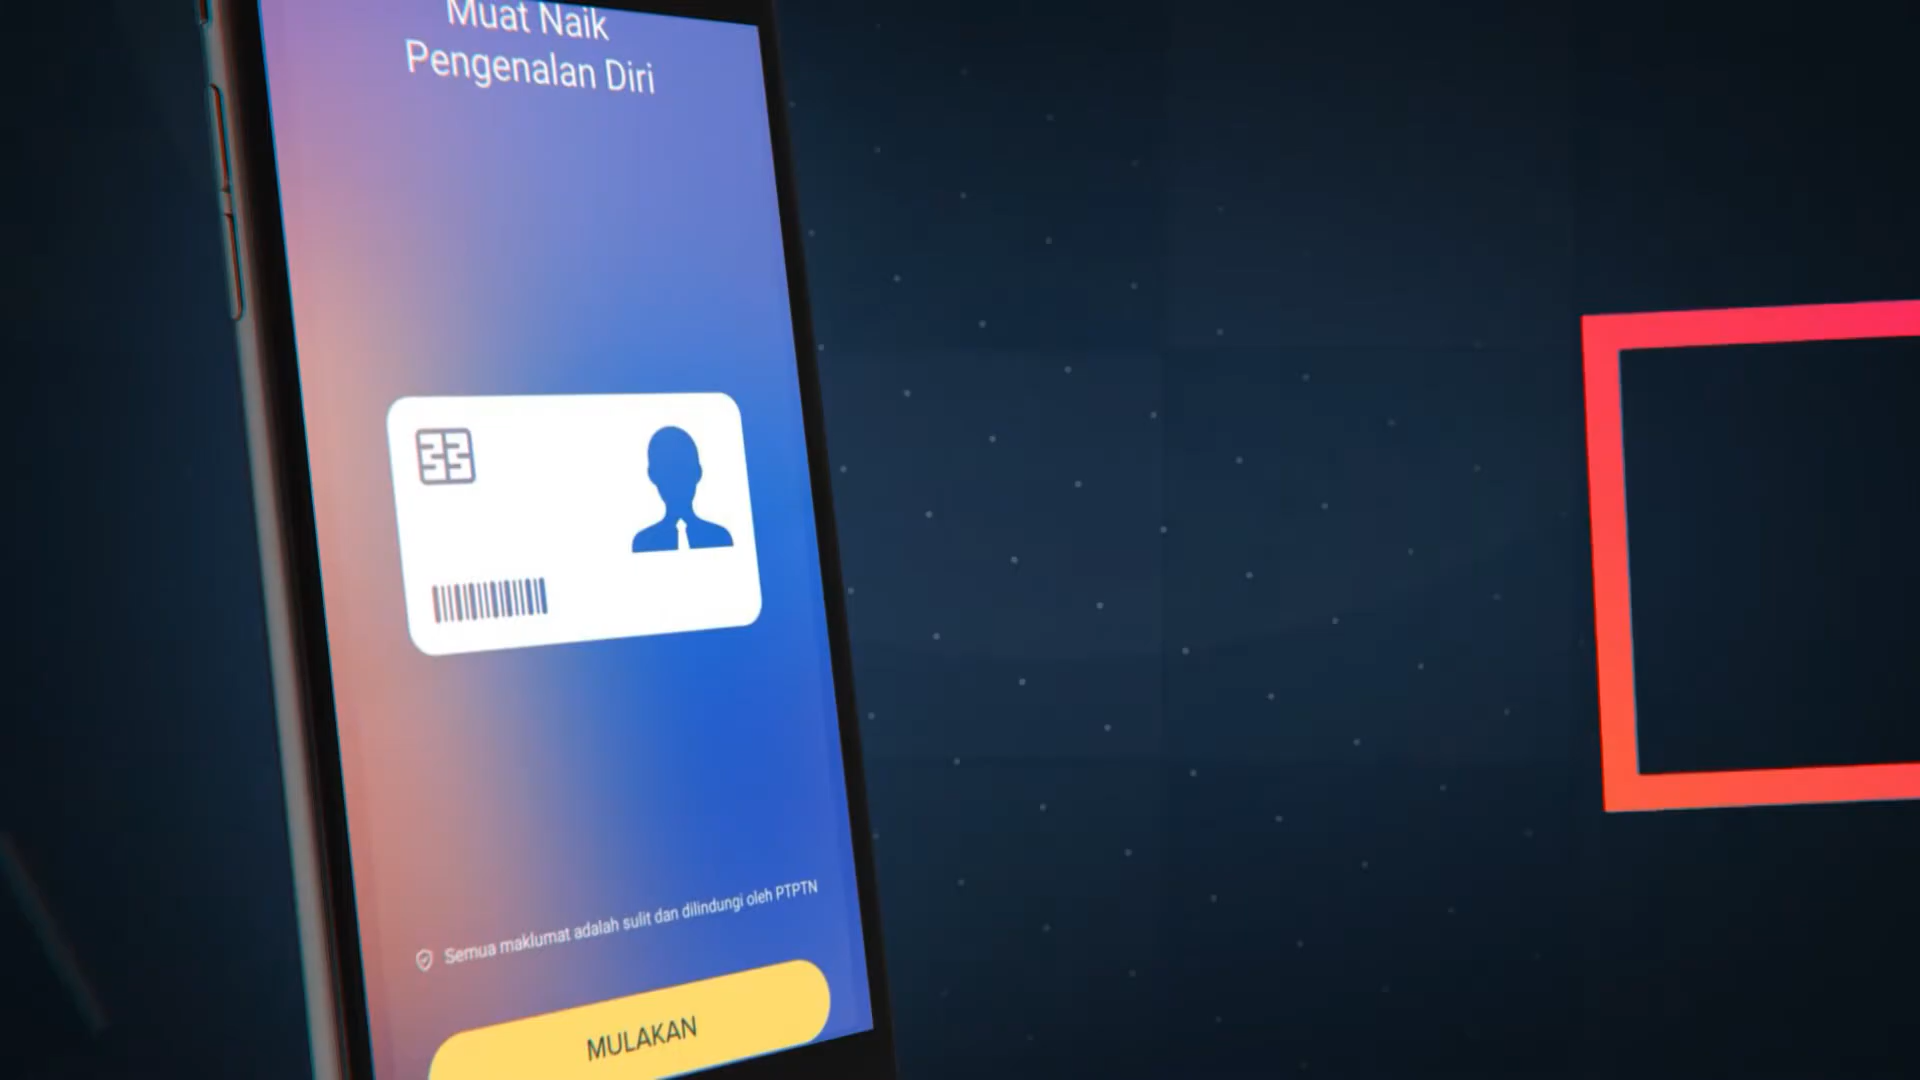 Muat Naik
Pengenalan Diri
Semua maklumat adalah sulit dan dilindungi oleh PTPTN
MULAKAN